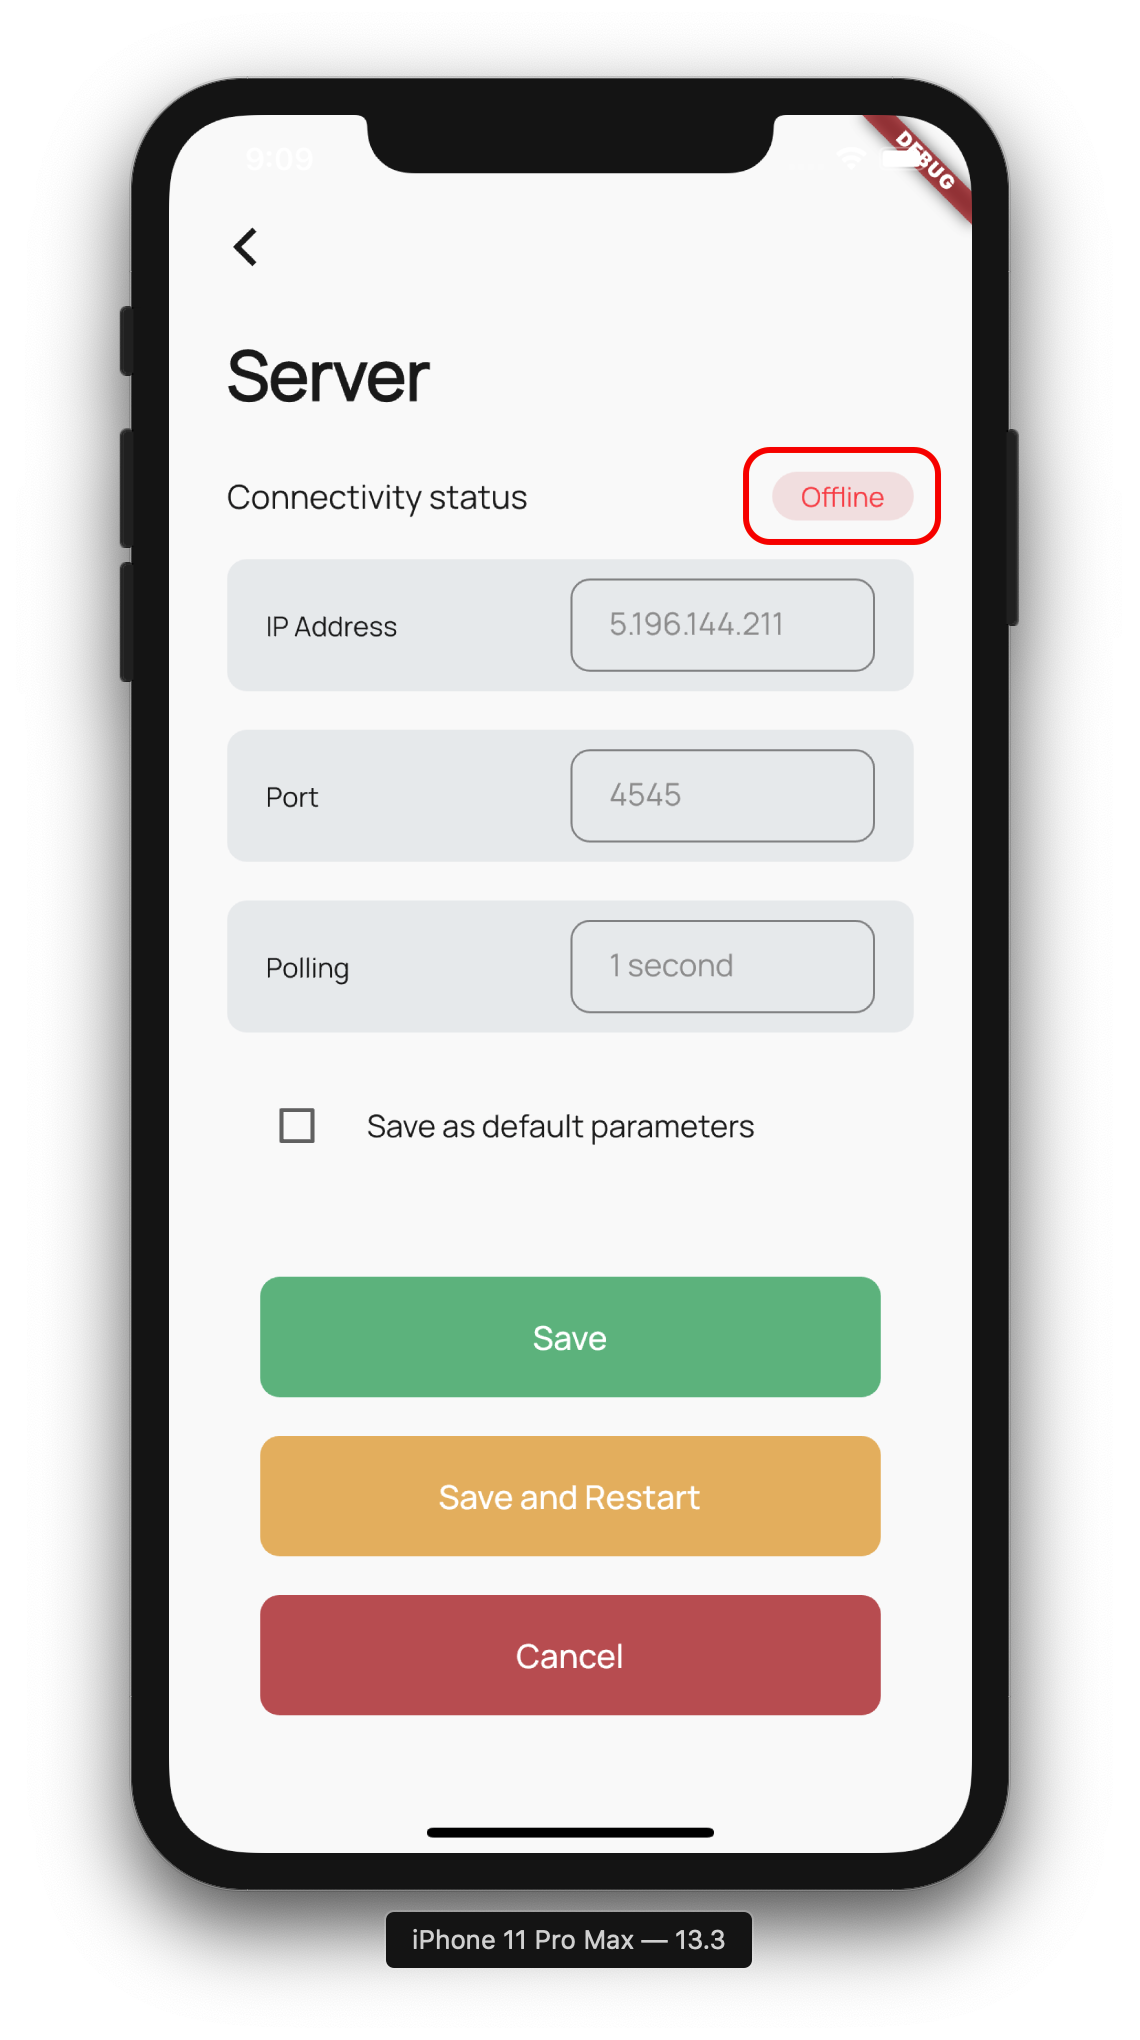 9:09
DEBUG
Server
Connectivity status
Offline
IP Address
5.196.144.211
Port
4545
Polling
1 second
Save as default parameters
Save
Save and Restart
Cancel
iPhone 11 Pro Max — 13.3